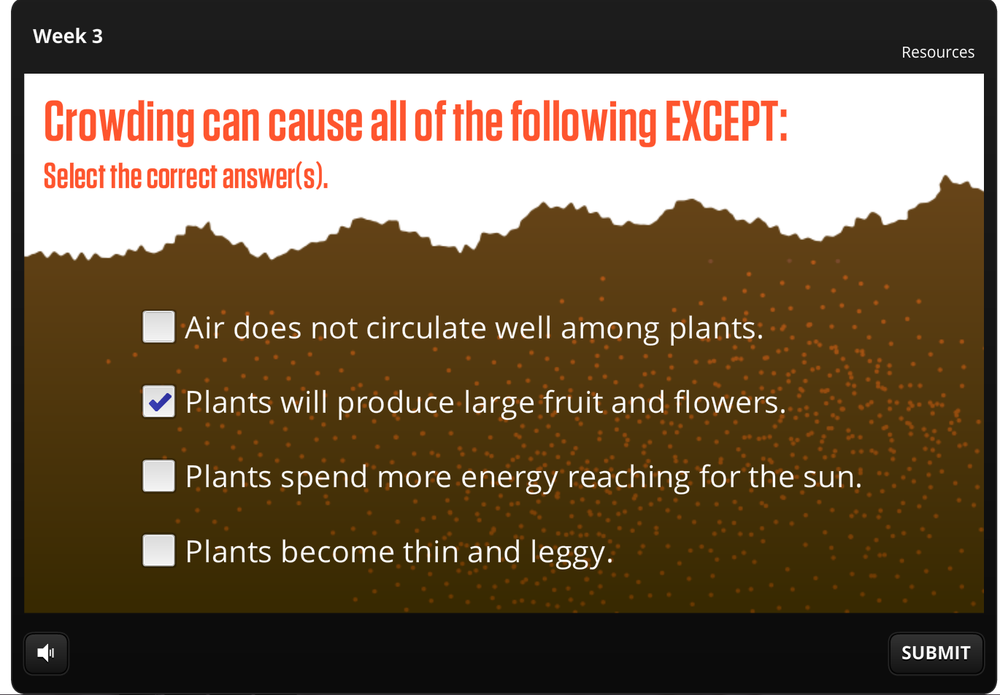 Week 3
Resources
Crowding can cause all of the following EXCEPT:
Select the correct answer(s).
Air does not circulate well among plants.
Plants will produce large fruit and flowers.
Plants spend more energy reaching for the sun.
Plants become thin and leggy.
SUBMIT